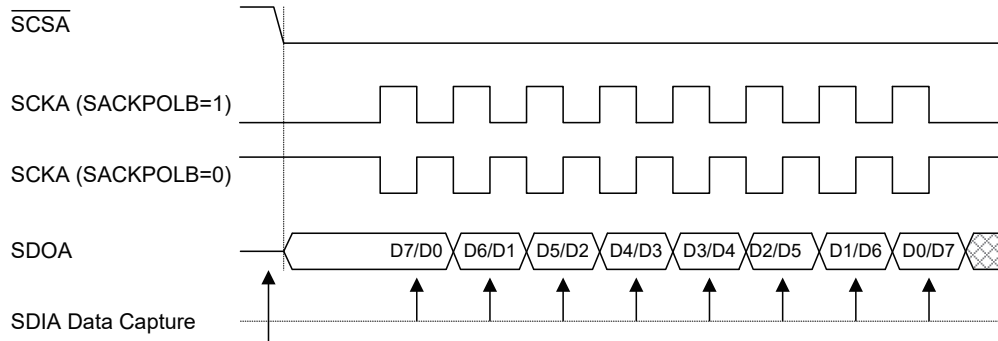 SCSA
SCKA (SACKPOLB=1)
SCKA (SACKPOLB=0)
SDOA D7/D0 D6/D1 D5/D2 D4/D3 D3/D4 D2/D5 D1/D6 D0/D7
SDIA Data Capture